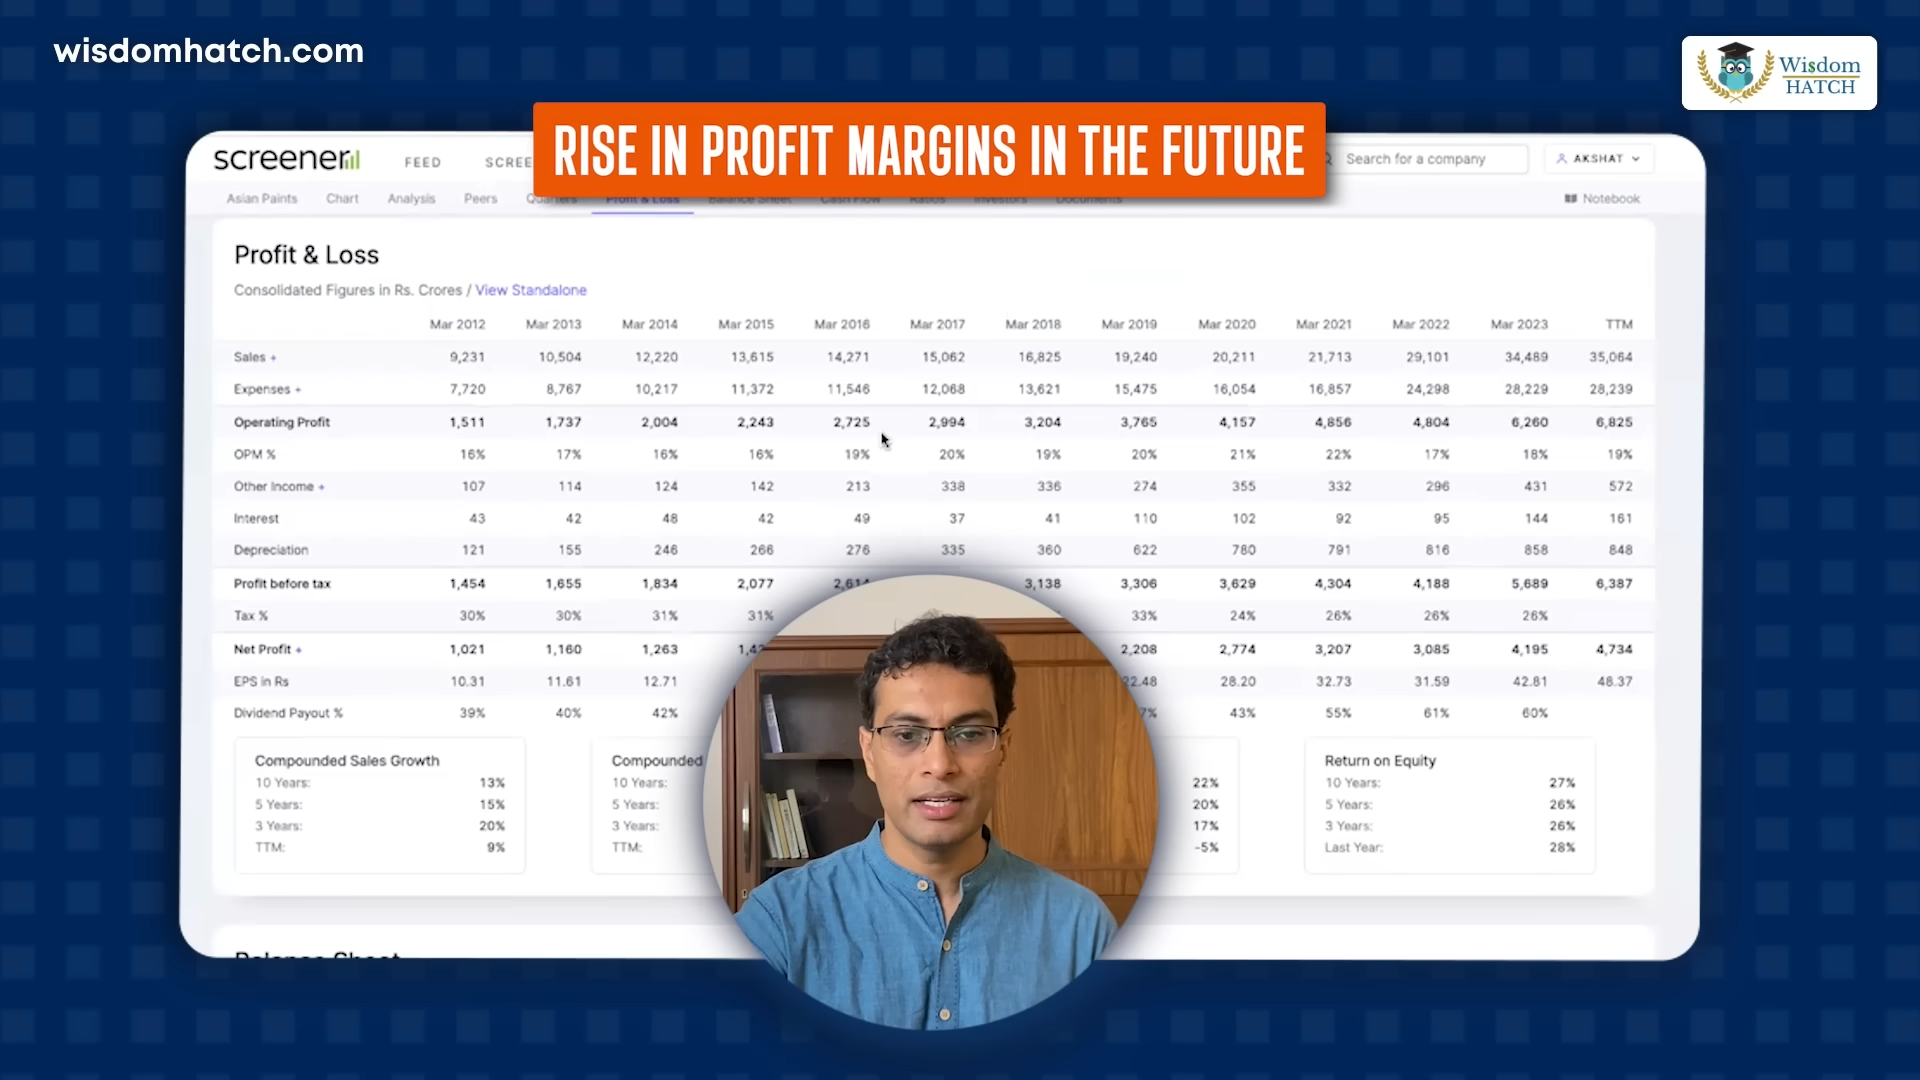 wisdomhatch.com
Wisdom
HATCH
RISE IN PROFIT MARGINS IN THE FUTURE
screener
FEED
Search for a company
AKSHAT
Asian Paints Chart Analysis Peers Quarters Profit & Loss Balance Sheet Cash Flow Ratios Investors Documents Notebook
Profit & Loss
Consolidated Figures in Rs. Crores / View Standalone
Mar 2012 Mar 2013 Mar 2014 Mar 2015 Mar 2016 Mar 2017 Mar 2018 Mar 2019 Mar 2020 Mar 2021 Mar 2022 Mar 2023 TTM
Sales + 9,231 10,504 12,220 13,615 14,271 15,062 16,825 19,240 20,211 21,713 29,101 34,489 35,064
Expenses + 7,720 8,767 10,217 11,372 11,546 12,068 13,621 15,475 16,054 16,857 24,298 28,229 28,239
Operating Profit 1,511 1,737 2,004 2,243 2,725 2,994 3,204 3,765 4,157 4,856 4,804 6,260 6,825
OPM % 16% 17% 16% 16% 19% 20% 19% 20% 21% 22% 17% 18% 19%
Other Income + 107 114 124 142 213 338 336 274 355 332 296 431 572
Interest 43 42 48 42 49 37 41 110 102 92 95 144 161
Depreciation 121 155 246 266 276 335 360 622 780 791 816 858 848
Profit before tax 1,454 1,655 1,834 2,077 2,614 3,138 3,306 3,629 4,304 4,188 5,689 6,387
Tax % 30% 30% 31% 31% 33% 24% 26% 26% 26%
Net Profit + 1,021 1,160 1,263 2,208 2,774 3,207 3,085 4,195 4,734
EPS in Rs 10.31 11.61 12.71 22.48 28.20 32.73 31.59 42.81 48.37
Dividend Payout % 39% 40% 42% 43% 55% 61% 60%
Compounded Sales Growth
10 Years: 13%
5 Years: 15%
3 Years: 20%
TTM: 9%
Compounded
10 Years:
5 Years:
3 Years:
TTM:
22%
20%
17%
-5%
Return on Equity
10 Years: 27%
5 Years: 26%
3 Years: 26%
Last Year: 28%
Balance Sheet